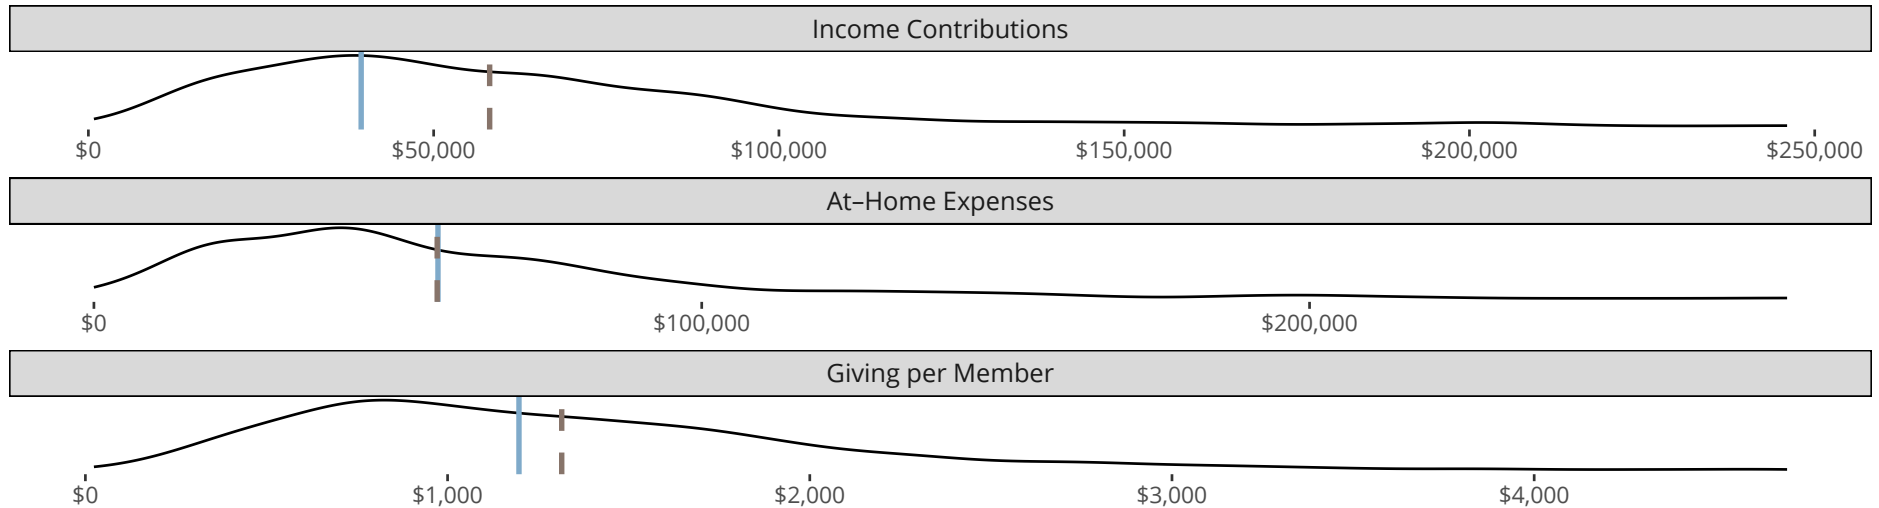 Income Contributions
$0 $50,000 $100,000 $150,000 $200,000 $250,000
At–Home Expenses
$0 $100,000 $200,000
Giving per Member
$0 $1,000 $2,000 $3,000 $4,000